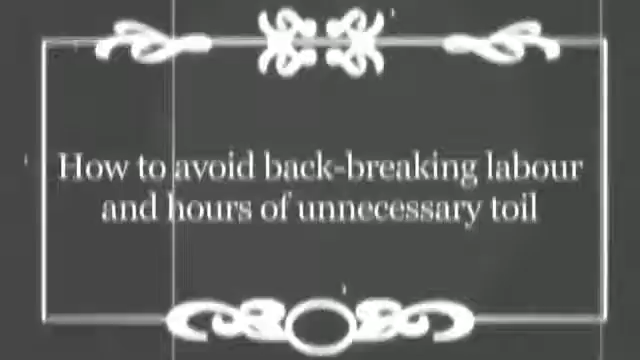 How to avoid back-breaking labour
and hours of unnecessary toil